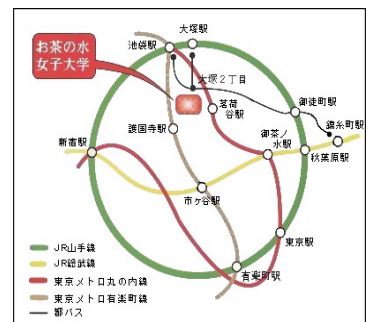 大塚駅
池袋駅
お茶の水
女子大学
大塚2丁目
茗荷
谷駅
御徒町駅
護国寺駅
錦糸町駅
新宿駅
御茶ノ
水駅
秋葉原駅
市ヶ谷駅
東京駅
有楽町駅
JR山手線
JR総武線
東京メトロ丸の内線
東京メトロ有楽町線
都バス